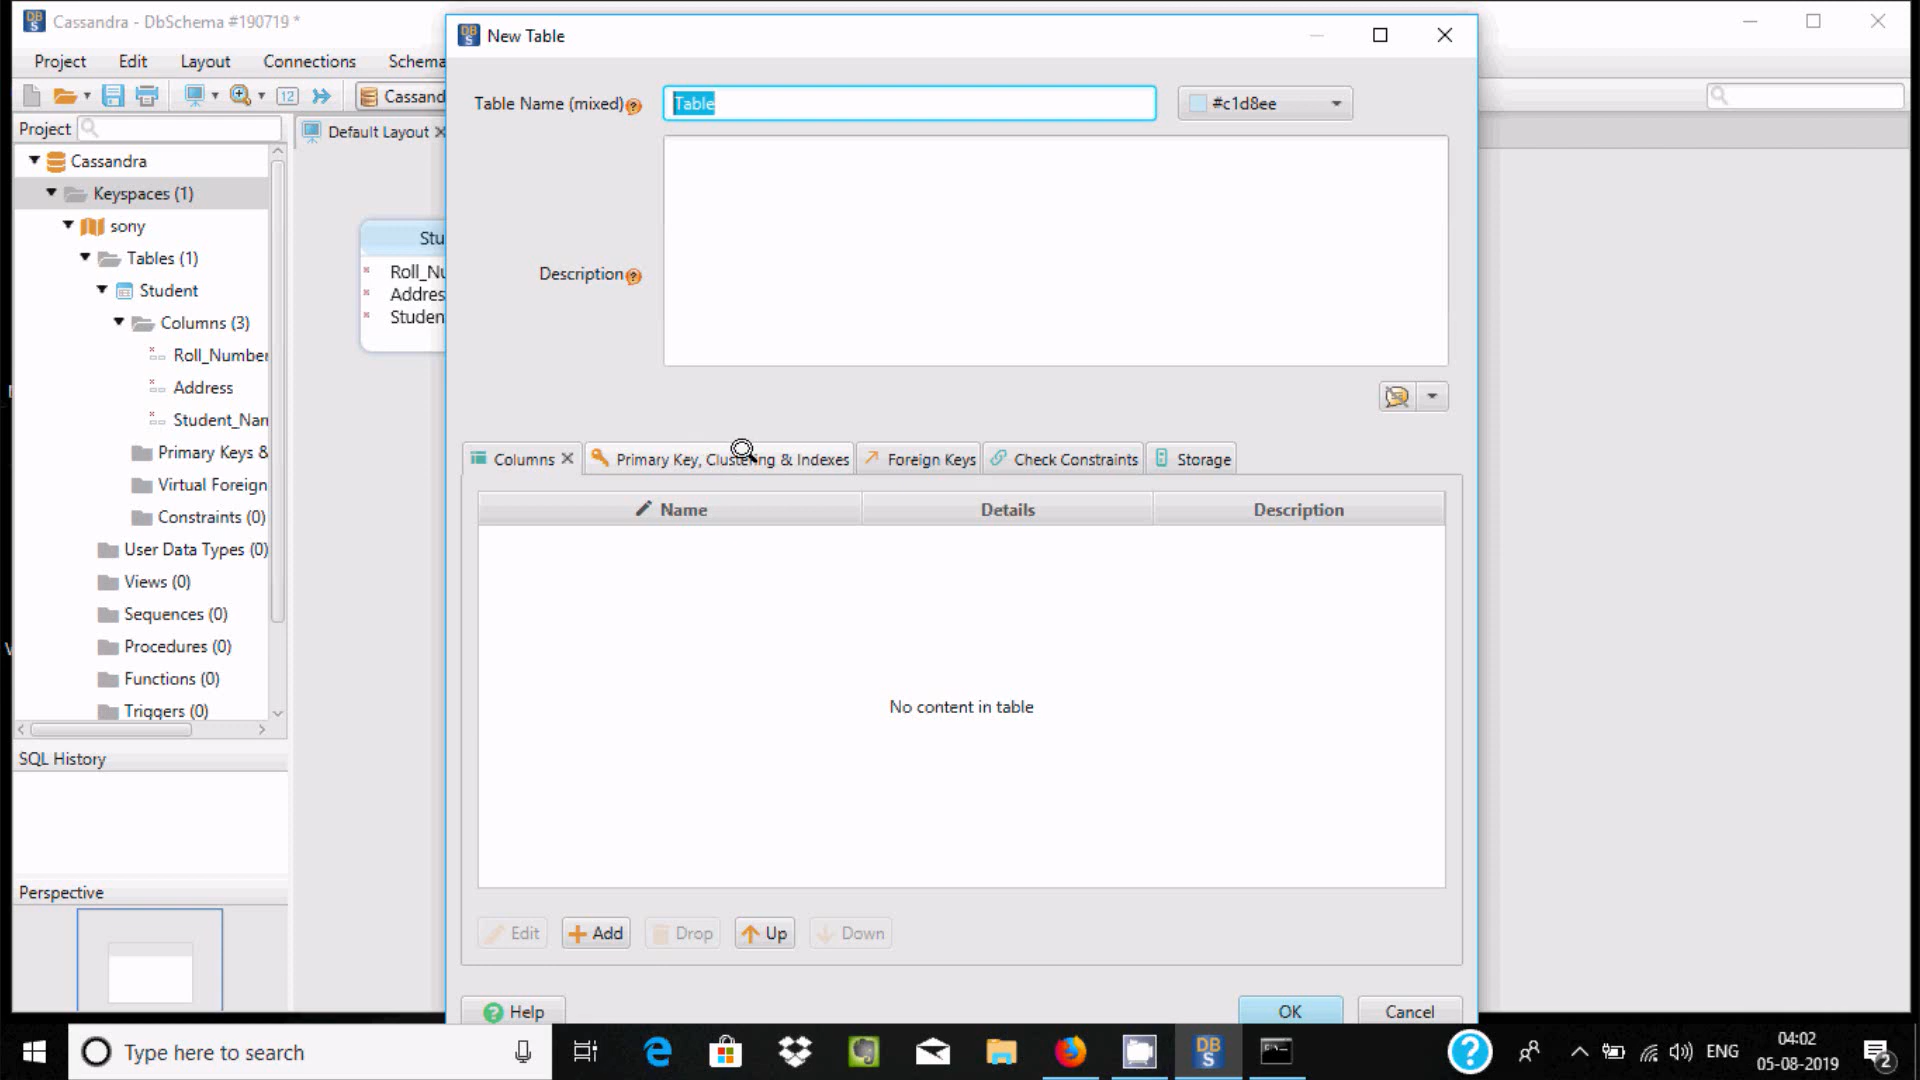 Cassandra - DbSchema #190719 *
Project Edit Layout Connections Schema
12 Cassand
Project
Default Layout
Cassandra
Keyspaces (1)
sony
Tables (1)
Student
Columns (3)
Roll_Number
Address
Student_Nam
Primary Keys &
Virtual Foreign
Constraints (0)
User Data Types (0)
Views (0)
Sequences (0)
Procedures (0)
Functions (0)
Triggers (0)
SQL History
Perspective
Stu
Roll_Nu
Addres
Studen
DBS New Table
Table Name (mixed) Table #c1d8ee
Description
Columns Primary Key, Clustering & Indexes Foreign Keys Check Constraints Storage
Name Details Description
No content in table
Edit Add Drop Up Down
Help OK Cancel
Type here to search
DBS
ENG
04:02
05-08-2019
2